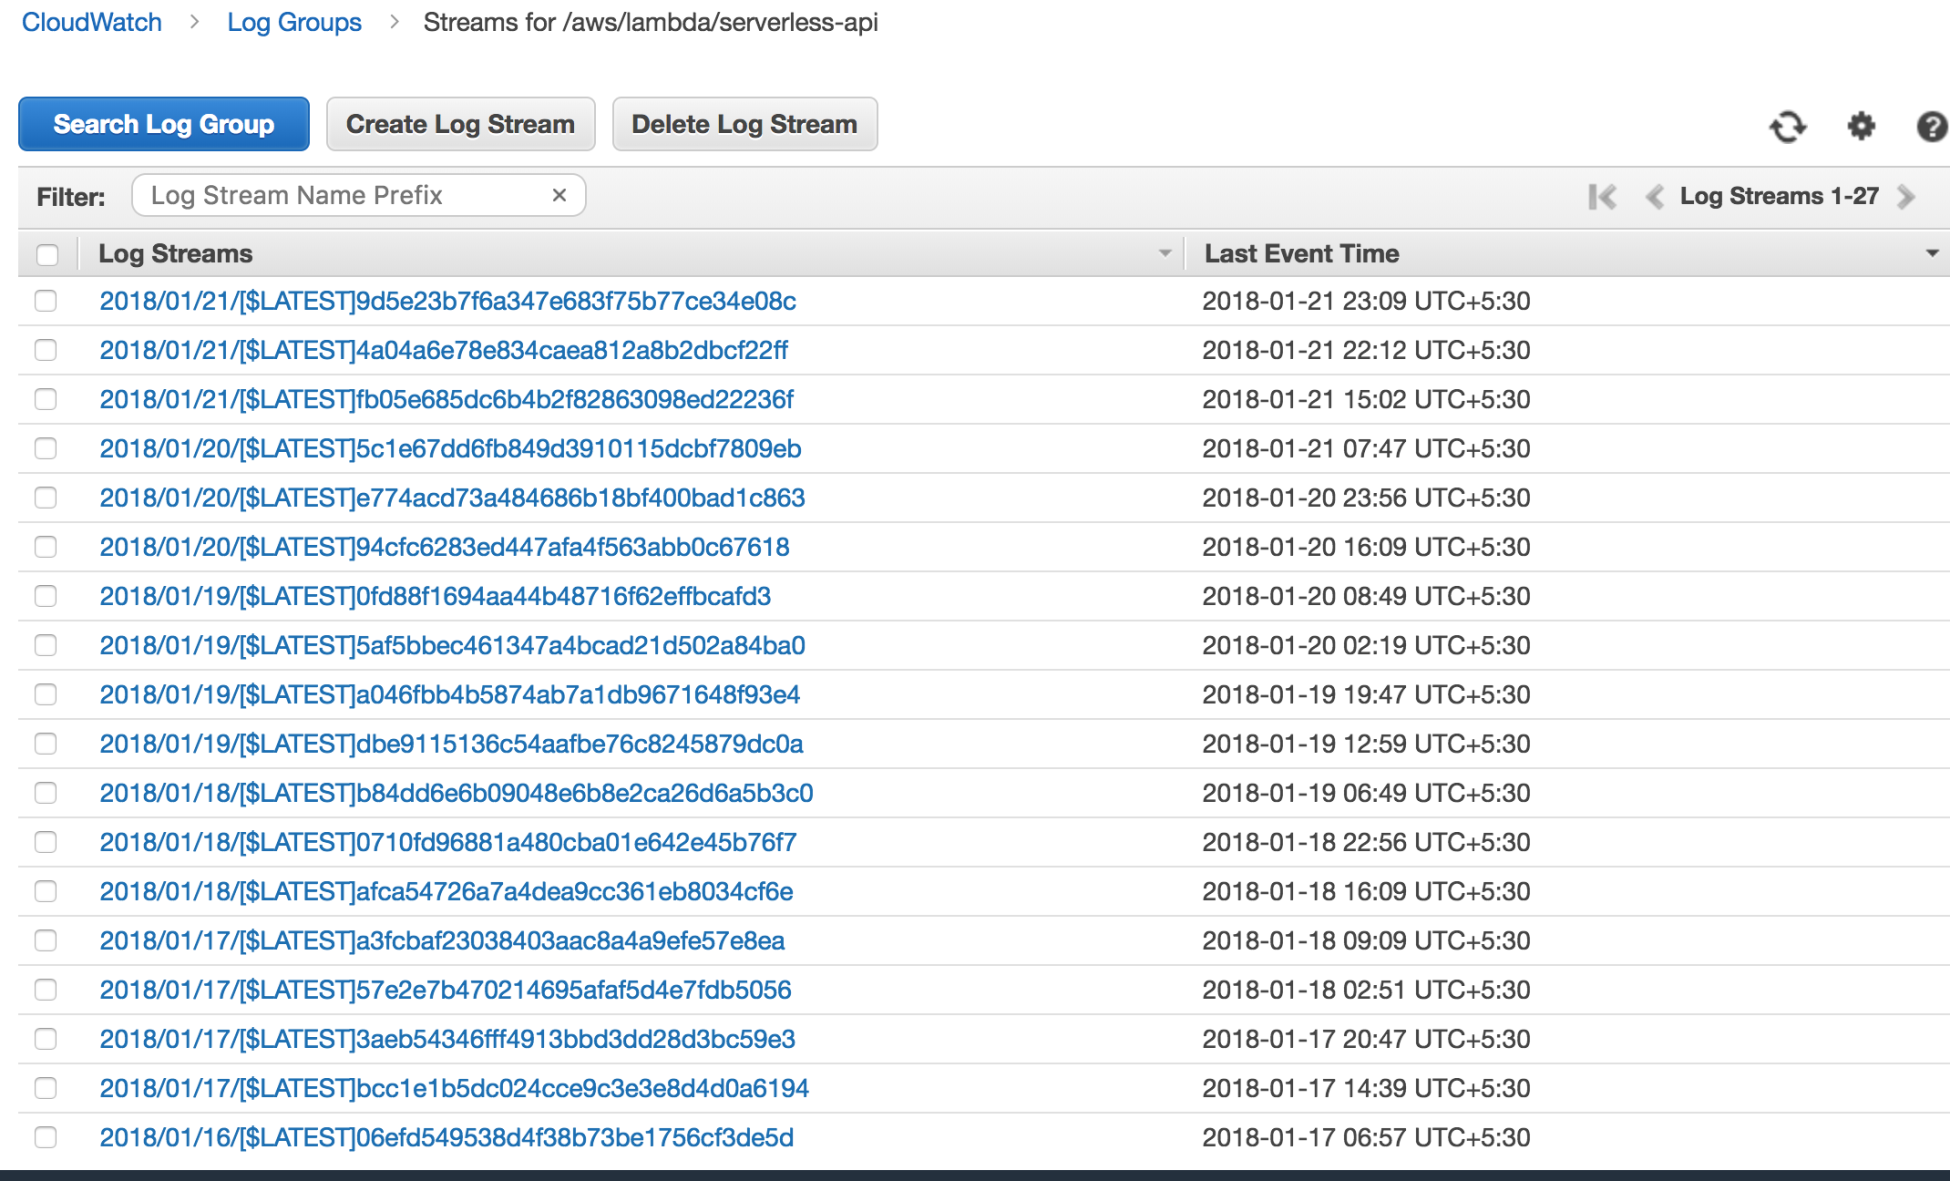 CloudWatch > Log Groups > Streams for /aws/lambda/serverless-api
Search Log Group Create Log Stream Delete Log Stream
Filter: Log Stream Name Prefix × Log Streams 1-27
Log Streams Last Event Time
2018/01/21/[$LATEST]9d5e23b7f6a347e683f75b77ce34e08c 2018-01-21 23:09 UTC+5:30
2018/01/21/[$LATEST]4a04a6e78e834caea812a8b2dbcf22ff 2018-01-21 22:12 UTC+5:30
2018/01/21/[$LATEST]fb05e685dc6b4b2f82863098ed22236f 2018-01-21 15:02 UTC+5:30
2018/01/20/[$LATEST]5c1e67dd6fb849d3910115dcbf7809eb 2018-01-21 07:47 UTC+5:30
2018/01/20/[$LATEST]e774acd73a484686b18bf400bad1c863 2018-01-20 23:56 UTC+5:30
2018/01/20/[$LATEST]94cfc6283ed447afa4f563abb0c67618 2018-01-20 16:09 UTC+5:30
2018/01/19/[$LATEST]0fd88f1694aa44b48716f62effbcafd3 2018-01-20 08:49 UTC+5:30
2018/01/19/[$LATEST]5af5bbec461347a4bcad21d502a84ba0 2018-01-20 02:19 UTC+5:30
2018/01/19/[$LATEST]a046fbb4b5874ab7a1db9671648f93e4 2018-01-19 19:47 UTC+5:30
2018/01/19/[$LATEST]dbe9115136c54aafbe76c8245879dc0a 2018-01-19 12:59 UTC+5:30
2018/01/18/[$LATEST]b84dd6e6b09048e6b8e2ca26d6a5b3c0 2018-01-19 06:49 UTC+5:30
2018/01/18/[$LATEST]0710fd96881a480cba01e642e45b76f7 2018-01-18 22:56 UTC+5:30
2018/01/18/[$LATEST]afca54726a7a4dea9cc361eb8034cf6e 2018-01-18 16:09 UTC+5:30
2018/01/17/[$LATEST]a3fcbaf23038403aac8a4a9efe57e8ea 2018-01-18 09:09 UTC+5:30
2018/01/17/[$LATEST]57e2e7b470214695afaf5d4e7fdb5056 2018-01-18 02:51 UTC+5:30
2018/01/17/[$LATEST]3aeb54346fff4913bbd3dd28d3bc59e3 2018-01-17 20:47 UTC+5:30
2018/01/17/[$LATEST]bcc1e1b5dc024cce9c3e3e8d4d0a6194 2018-01-17 14:39 UTC+5:30
2018/01/16/[$LATEST]06efd549538d4f38b73be1756cf3de5d 2018-01-17 06:57 UTC+5:30